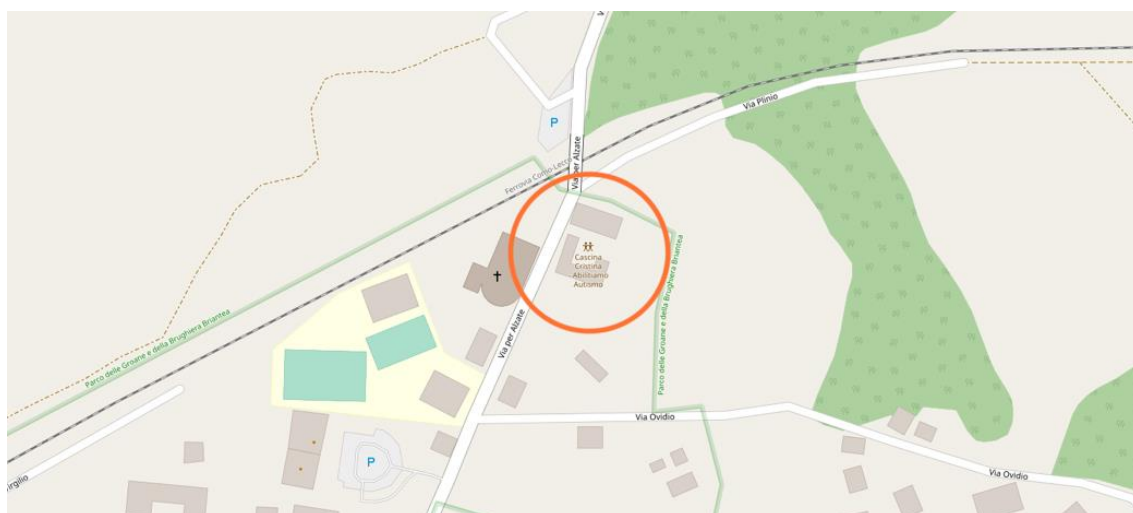 Via Plinio
P
Via per Alzate
Ferrovia Como-Lecco
Cascina
Cristina
Abilitiamo
Autismo
Parco delle Groane e della Brughiera Briantea
Parco delle Groane e della Brughiera Briantea
Via per Alzate
Via Ovidio
P
Via Ovidio